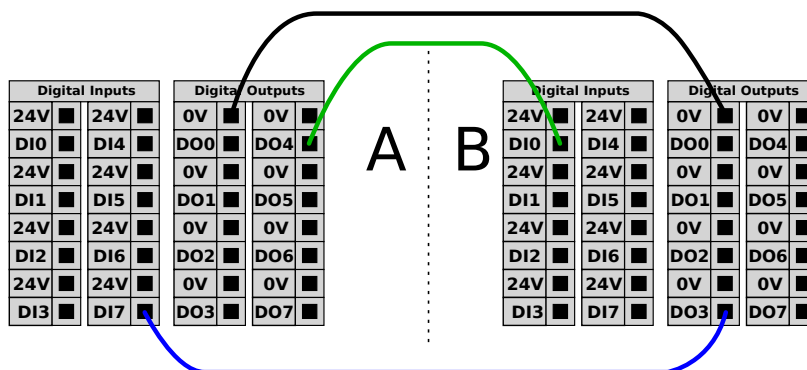 Digital Inputs Digital Outputs Digital Inputs Digital Outputs
24V 24V 0V 0V 24V 24V 0V 0V
DI0 DI4 DO0 DO4 A B DI0 DI4 DO0 DO4
24V 24V 0V 0V 24V 24V 0V 0V
DI1 DI5 DO1 DO5 DI1 DI5 DO1 DO5
24V 24V 0V 0V 24V 24V 0V 0V
DI2 DI6 DO2 DO6 DI2 DI6 DO2 DO6
24V 24V 0V 0V 24V 24V 0V 0V
DI3 DI7 DO3 DO7 DI3 DI7 DO3 DO7